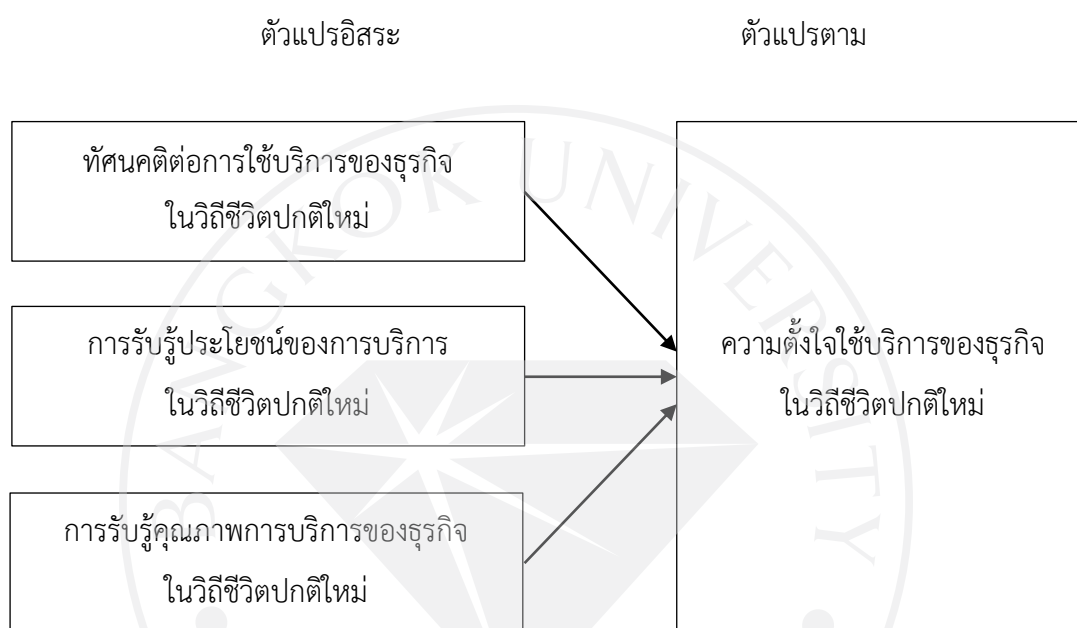 ตัวแปรอิสระ
ตัวแปรตาม
ทัศนคติต่อการใช้บริการของธุรกิจ
ในวิถีชีวิตปกติใหม่
การรับรู้ประโยชน์ของการบริการ
ในวิถีชีวิตปกติใหม่
การรับรู้คุณภาพการบริการของธุรกิจ
ในวิถีชีวิตปกติใหม่
ความตั้งใจใช้บริการของธุรกิจ
ในวิถีชีวิตปกติใหม่
BANGKOK UNIVERSITY